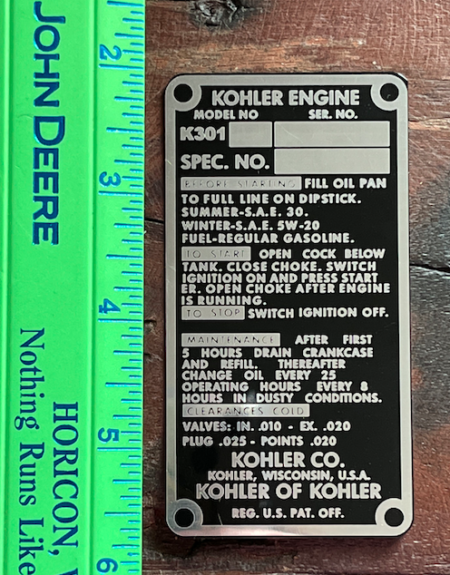 JOHN DEERE
Nothing Runs Like
HORICON,
2
3
4
5
6
KOHLER ENGINE
MODEL NO SER. NO.
K301
SPEC. NO.
BEFORE STARTING FILL OIL PAN
TO FULL LINE ON DIPSTICK.
SUMMER-S.A.E. 30.
WINTER-S.A.E. 5W-20
FUEL-REGULAR GASOLINE.
TO START OPEN COCK BELOW
TANK. CLOSE CHOKE. SWITCH
IGNITION ON AND PRESS START
ER. OPEN CHOKE AFTER ENGINE
IS RUNNING.
TO STOP SWITCH IGNITION OFF.
MAINTENANCE AFTER FIRST
5 HOURS DRAIN CRANKCASE
AND REFILL. THEREAFTER
CHANGE OIL EVERY 25
OPERATING HOURS EVERY 8
HOURS IN DUSTY CONDITIONS.
CLEARANCES COLD
VALVES: IN. .010 - EX. .020
PLUG .025 - POINTS .020
KOHLER CO.
KOHLER, WISCONSIN, U.S.A.
KOHLER OF KOHLER
REG. U.S. PAT. OFF.